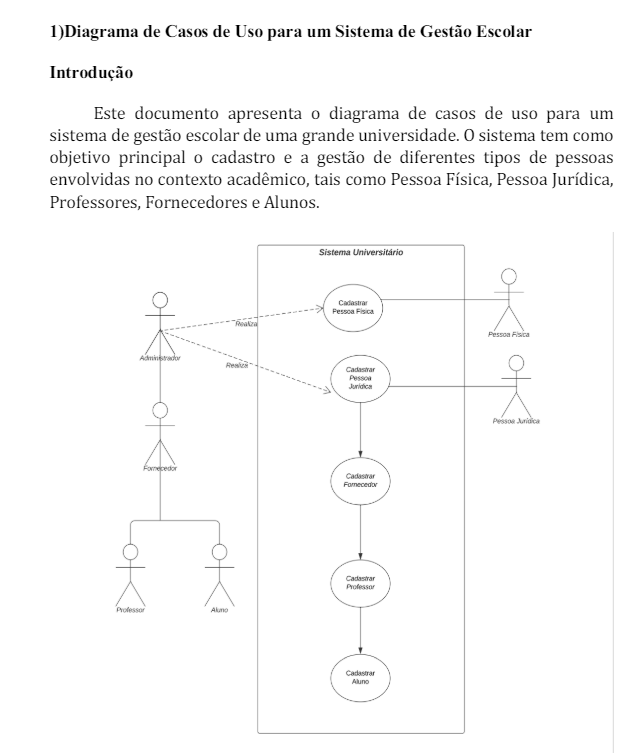 1)Diagrama de Casos de Uso para um Sistema de Gestão Escolar
Introdução
Este documento apresenta o diagrama de casos de uso para um
sistema de gestão escolar de uma grande universidade. O sistema tem como
objetivo principal o cadastro e a gestão de diferentes tipos de pessoas
envolvidas no contexto acadêmico, tais como Pessoa Física, Pessoa Jurídica,
Professores, Fornecedores e Alunos.
Sistema Universitário
Cadastrar
Pessoa Física
Realiza
Pessoa Física
Administrador
Realiza
Cadastrar
Pessoa
Jurídica
Pessoa Jurídica
Fornecedor
Cadastrar
Fornecedor
Professor
Aluno
Cadastrar
Professor
Cadastrar
Aluno